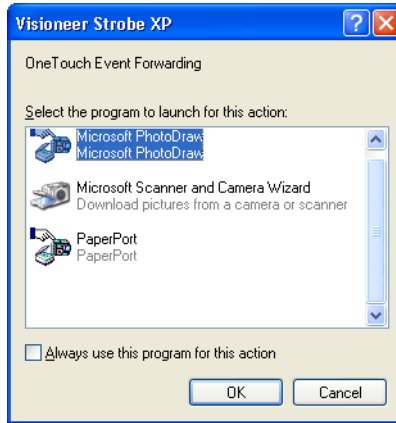 Visioneer Strobe XP
OneTouch Event Forwarding
Select the program to launch for this action:
Microsoft PhotoDraw
Microsoft PhotoDraw
Microsoft Scanner and Camera Wizard
Download pictures from a camera or scanner
PaperPort
PaperPort
Always use this program for this action
OK Cancel